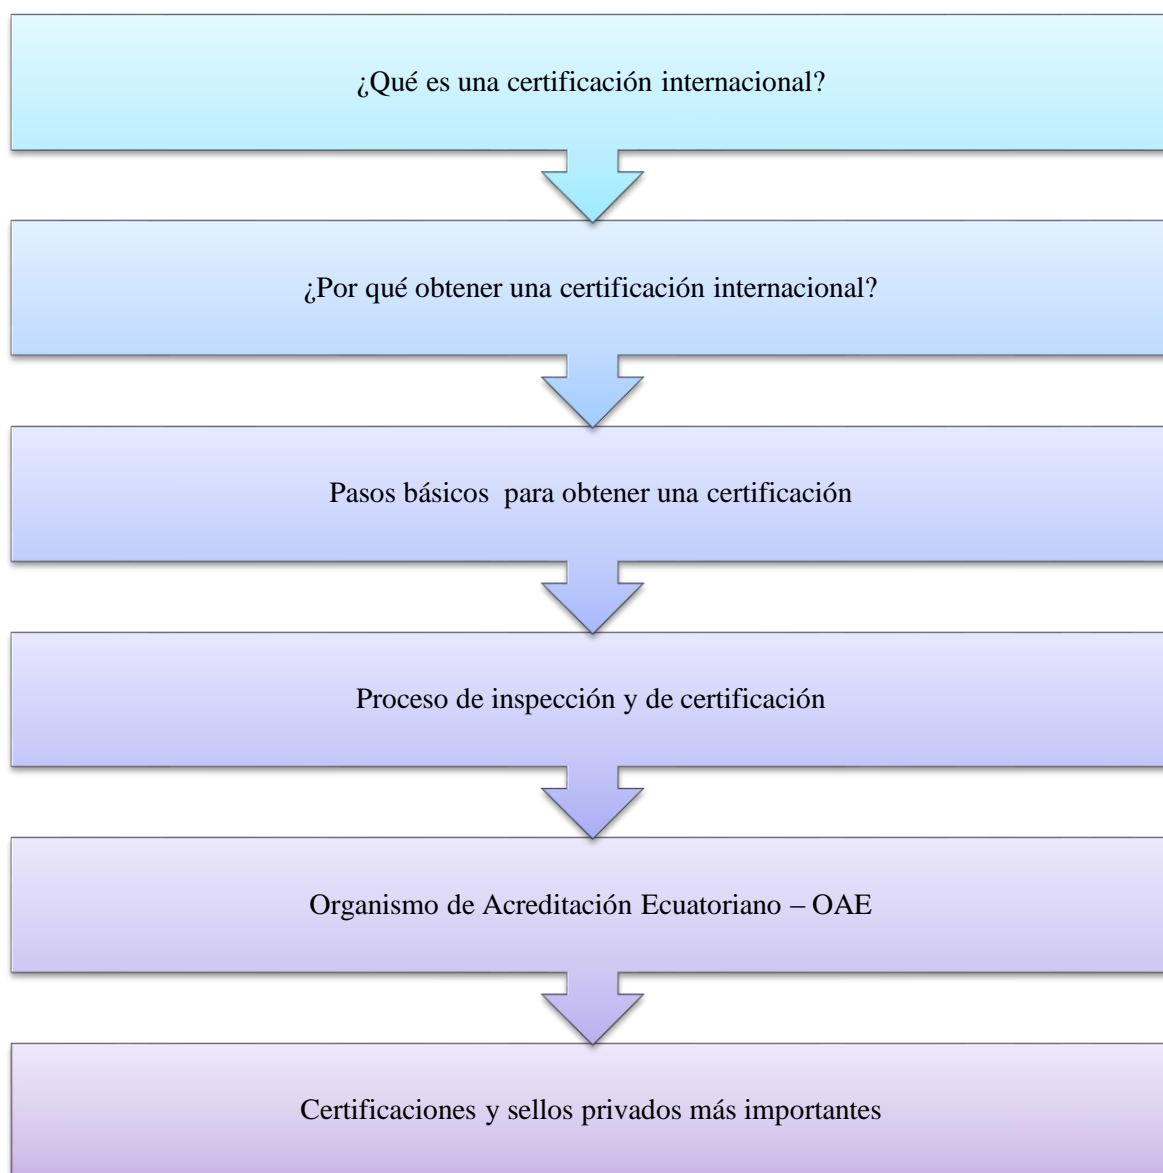 ¿Qué es una certificación internacional?
¿Por qué obtener una certificación internacional?
Pasos básicos  para obtener una certificación
Proceso de inspección y de certificación
Organismo de Acreditación Ecuatoriano – OAE
Certificaciones y sellos privados más importantes